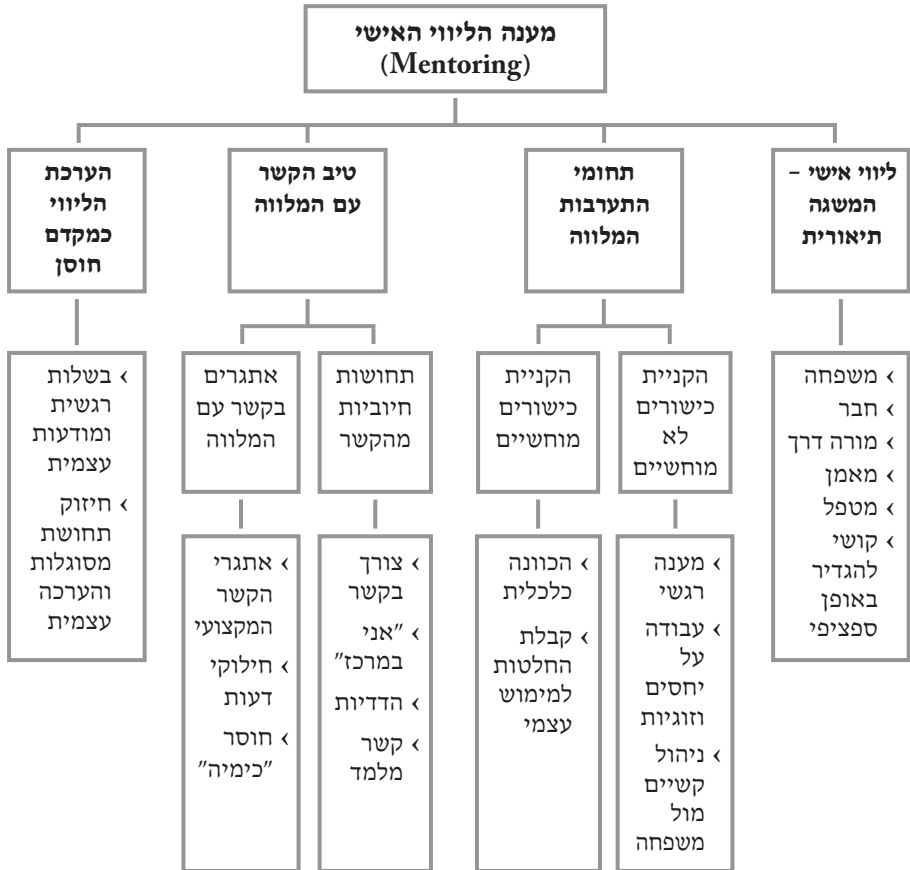 מענה הליווי האישי
(Mentoring)
ליווי אישי –
המשגה
תיאורית
תחומי
התערבות
המלווה
טיב הקשר
עם המלווה
הערכת
הליווי
כמקדם
חוסן
› משפחה
› חבר
› מורה דרך
› מאמן
› מטפל
› קושי
להגדיר
באופן
ספציפי
הקניית
כישורים
לא
מוחשיים
הקניית
כישורים
מוחשיים
תחושות
חיוביות
מהקשר
אתגרים
בקשר עם
המלווה
› בשלות
רגשית
ומודעות
עצמית
› חיזוק
תחושת
מסוגלות
והערכה
עצמית
› מענה
רגשי
› עבודה
על
יחסים
וזוגיות
› ניהול
קשיים
מול
משפחה
› הכוונה
כלכלית
› קבלת
החלטות
למימוש
עצמי
› צורך
בקשר
› "אני
במרכז"
› הדדיות
› קשר
מלמד
› אתגרי
הקשר
המקצועי
› חילוקי
דעות
› חוסר
"כימיה"